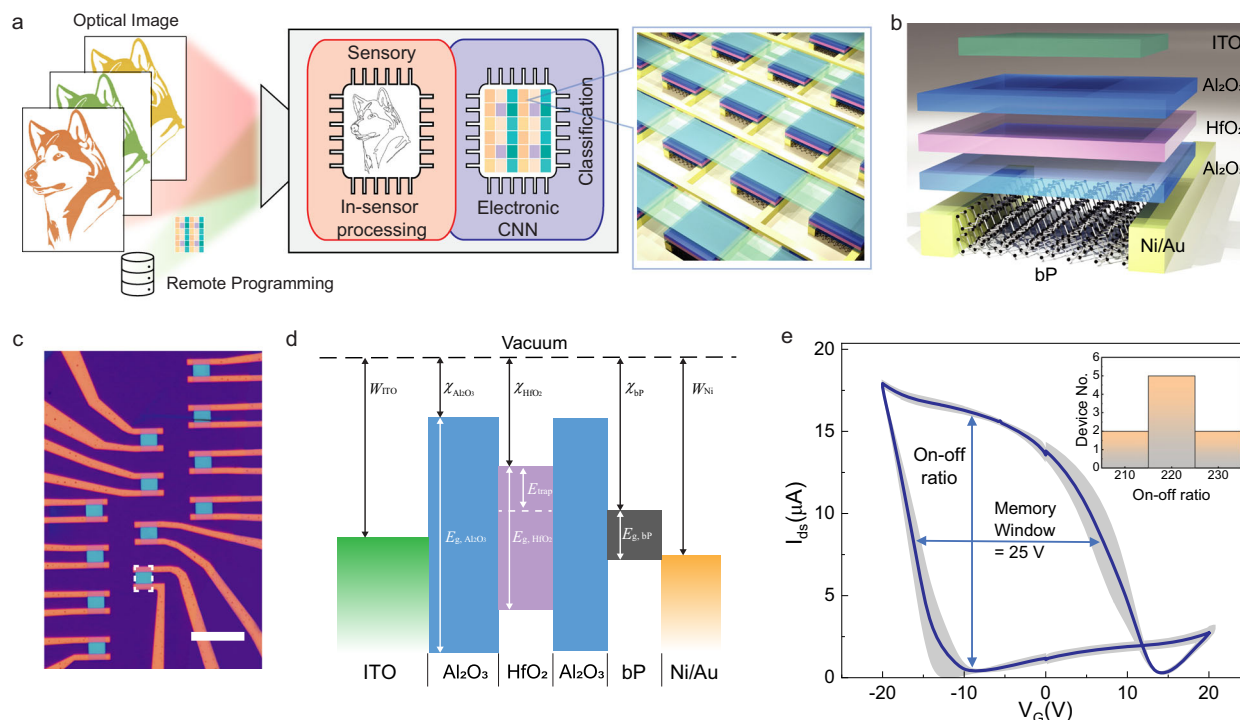 a
Optical Image
Remote Programming
Sensory
In-sensor
processing
Electronic
CNN
Classification
b
ITO
Al₂O₃
HfO₂
Al₂O₃
Ni/Au
bP
c
d
Vacuum
W_ITO
χ_Al₂O₃
χ_HfO₂
χ_bP
W_Ni
E_trap
E_g, Al₂O₃
E_g, HfO₂
E_g, bP
ITO
Al₂O₃
HfO₂
Al₂O₃
bP
Ni/Au
e
I_ds(µA)
20
15
10
5
0
-20
-10
0
10
20
V_G(V)
On-off
ratio
Memory
Window
= 25 V
Device No.
6
5
4
3
2
1
0
210
220
230
On-off ratio